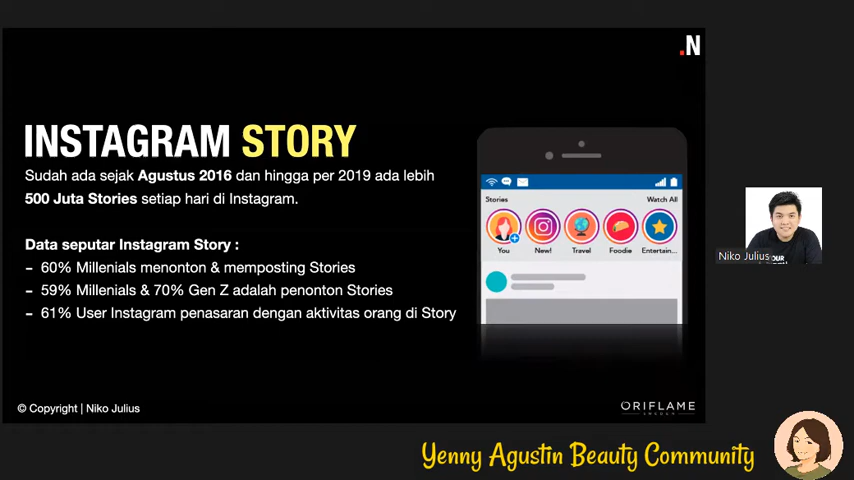 .N
INSTAGRAM STORY
Sudah ada sejak Agustus 2016 dan hingga per 2019 ada lebih
500 Juta Stories setiap hari di Instagram.
Data seputar Instagram Story :
- 60% Millenials menonton & memposting Stories
- 59% Millenials & 70% Gen Z adalah penonton Stories
- 61% User Instagram penasaran dengan aktivitas orang di Story
Stories Watch All
You New! Travel Foodie Entertain...
Niko Julius
© Copyright | Niko Julius
ORIFLAME
SWEDEN
Yenny Agustin Beauty Community